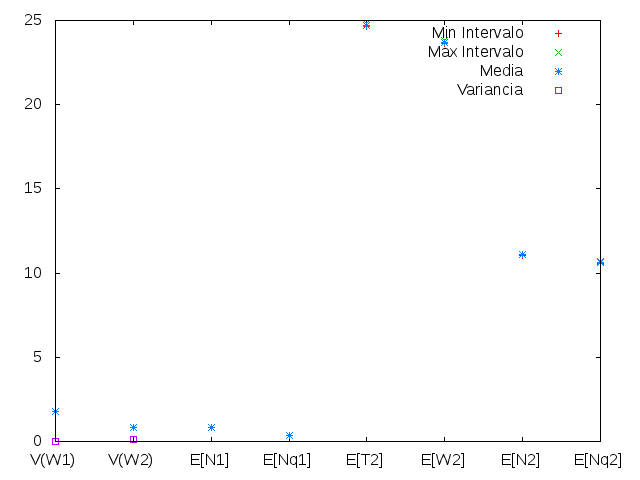 25
20
15
10
5
0
Min Intervalo
Max Intervalo
Media
Variancia
V(W1) V(W2) E[N1] E[Nq1] E[T2] E[W2] E[N2] E[Nq2]